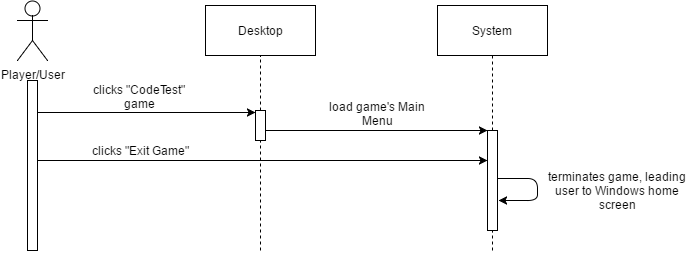 Desktop
System
Player/User
clicks "CodeTest"
game
load game's Main
Menu
clicks "Exit Game"
terminates game, leading
user to Windows home
screen